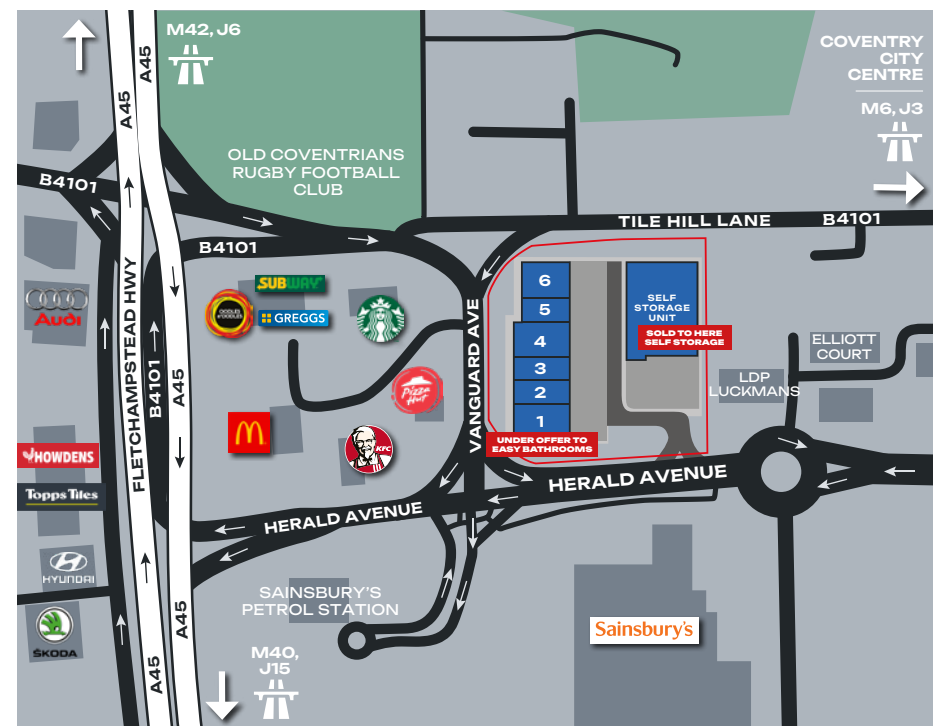 M42, J6
A45
A45
COVENTRY
CITY
CENTRE
M6, J3
OLD COVENTRIANS
RUGBY FOOTBALL
CLUB
B4101
TILE HILL LANE
B4101
B4101
FLETCHAMPSTEAD HWY
SUBWAY
OODLES
NOODLES
GREGGS
Audi
VANGUARD AVE
6
5
4
3
2
1
SELF
STORAGE
UNIT
SOLD TO HERE
SELF STORAGE
UNDER OFFER TO
EASY BATHROOMS
ELLIOTT
COURT
LDP
LUCKMANS
B4101
A45
Pizza
Hut
M
KFC
HOWDENS
Topps Tiles
HERALD AVENUE
HERALD AVENUE
HYUNDAI
ŠKODA
SAINSBURY'S
PETROL STATION
Sainsbury's
A45
A45
M40,
J15